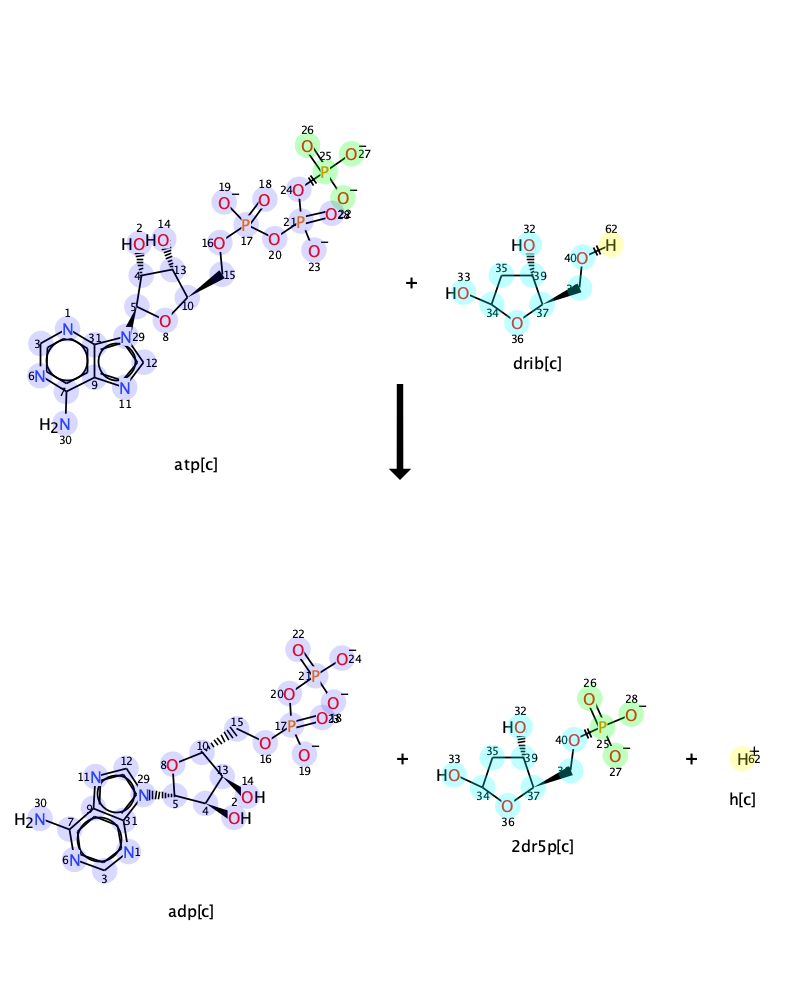 26
25
O
O⁻
27
P
19
18
24
O
O⁻
O⁻
O
2
14
21
P
O
28
22
HO
HO
16
O
P
17
O
20
O⁻
23
4
13
15
5
10
O
8
1
N
31
N
29
3
9
12
6
N
7
N
11
H₂N
30
atp[c]
+
32
HO
62
H
40
O
33
35
39
HO
34
37
O
36
drib[c]
22
O
O⁻
24
21
P
20
O
O⁻
17
P
O
23
18
15
O
16
O⁻
19
10
8
O
13
14
OH
12
11
N
29
N
5
4
2
OH
30
H₂N
9
31
7
6
N
N
1
3
adp[c]
+
26
O
28
O⁻
32
HO
40
O
P
25
O⁻
27
33
35
39
HO
34
37
O
36
2dr5p[c]
+
H⁺
62
h[c]